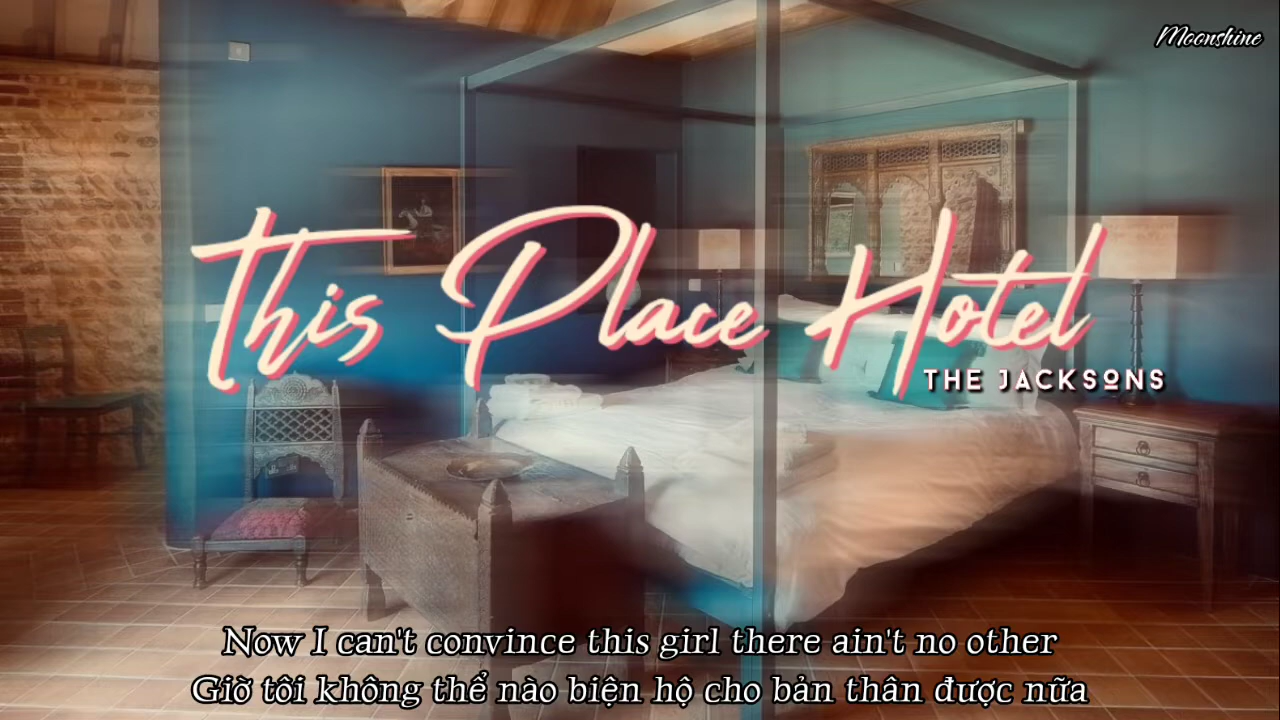 Moonshine
This Place Hotel
THE JACKSONS
Now I can't convince this girl there ain't no other
Giờ tôi không thể nào biện hộ cho bản thân được nữa